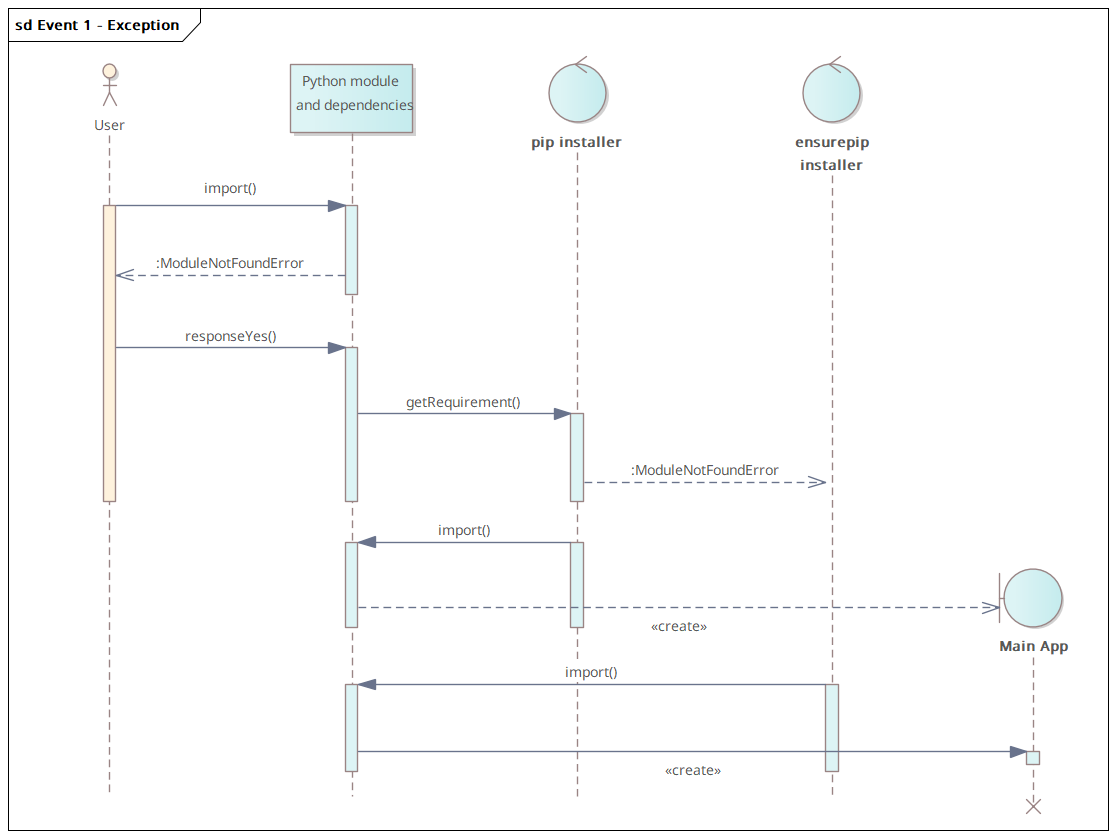 sd Event 1 - Exception
User
Python module
and dependencies
pip installer
ensurepip
installer
import()
:ModuleNotFoundError
responseYes()
getRequirement()
:ModuleNotFoundError
import()
«create»
Main App
import()
«create»